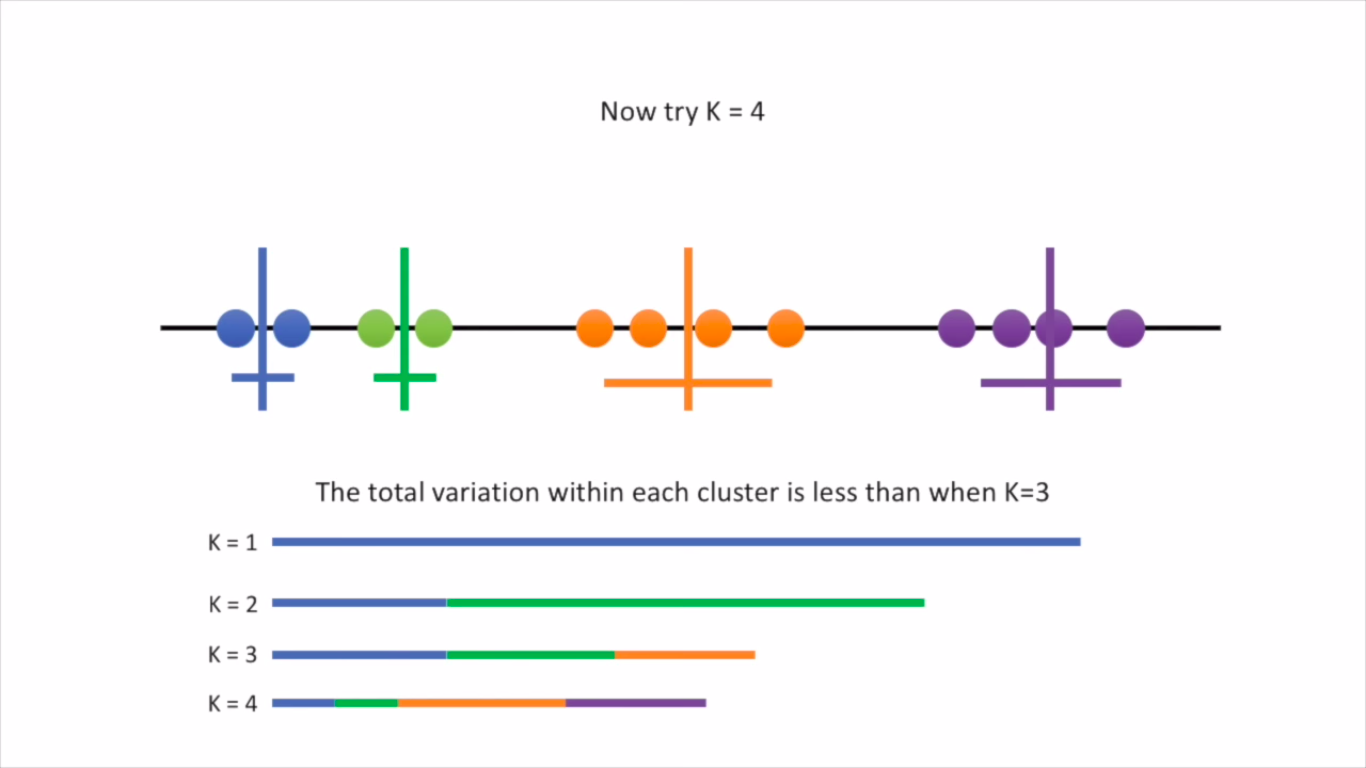 Now try K = 4
The total variation within each cluster is less than when K=3
K = 1
K = 2
K = 3
K = 4